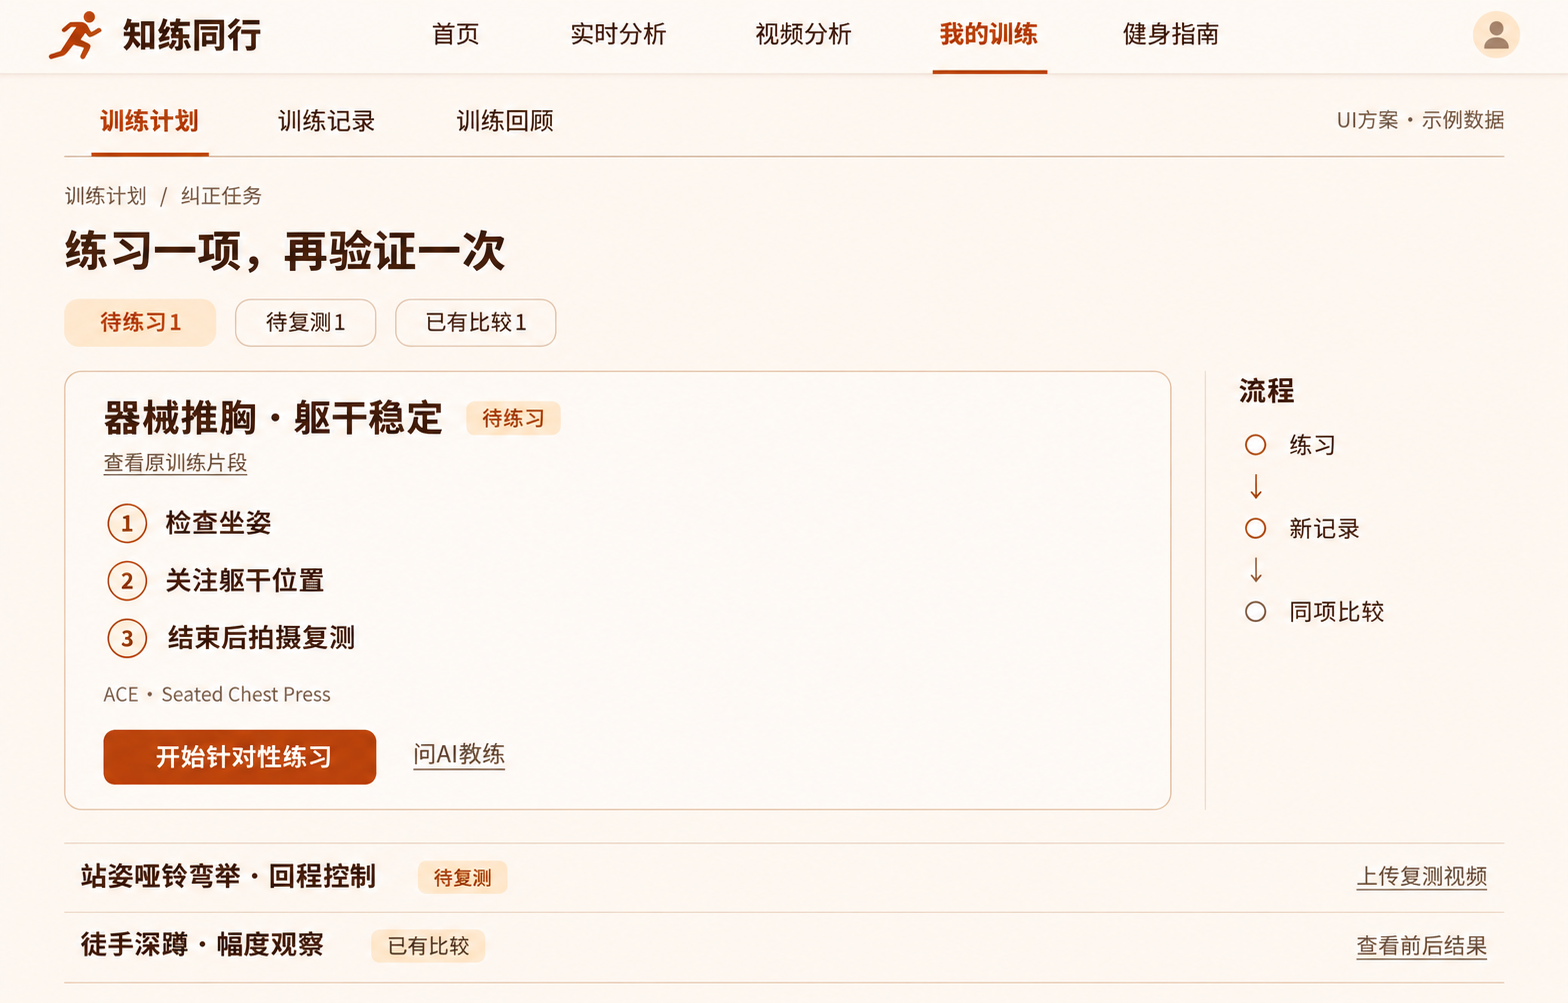 知练同行
首页 实时分析 视频分析 我的训练 健身指南
训练计划 训练记录 训练回顾 UI方案·示例数据
训练计划 / 纠正任务
练习一项，再验证一次
待练习1 待复测1 已有比较1
器械推胸·躯干稳定 待练习
查看原训练片段
1 检查坐姿
2 关注躯干位置
3 结束后拍摄复测
ACE · Seated Chest Press
开始针对性练习 问AI教练
流程
练习
↓
新记录
↓
同项比较
站姿哑铃弯举·回程控制 待复测 上传复测视频
徒手深蹲·幅度观察 已有比较 查看前后结果